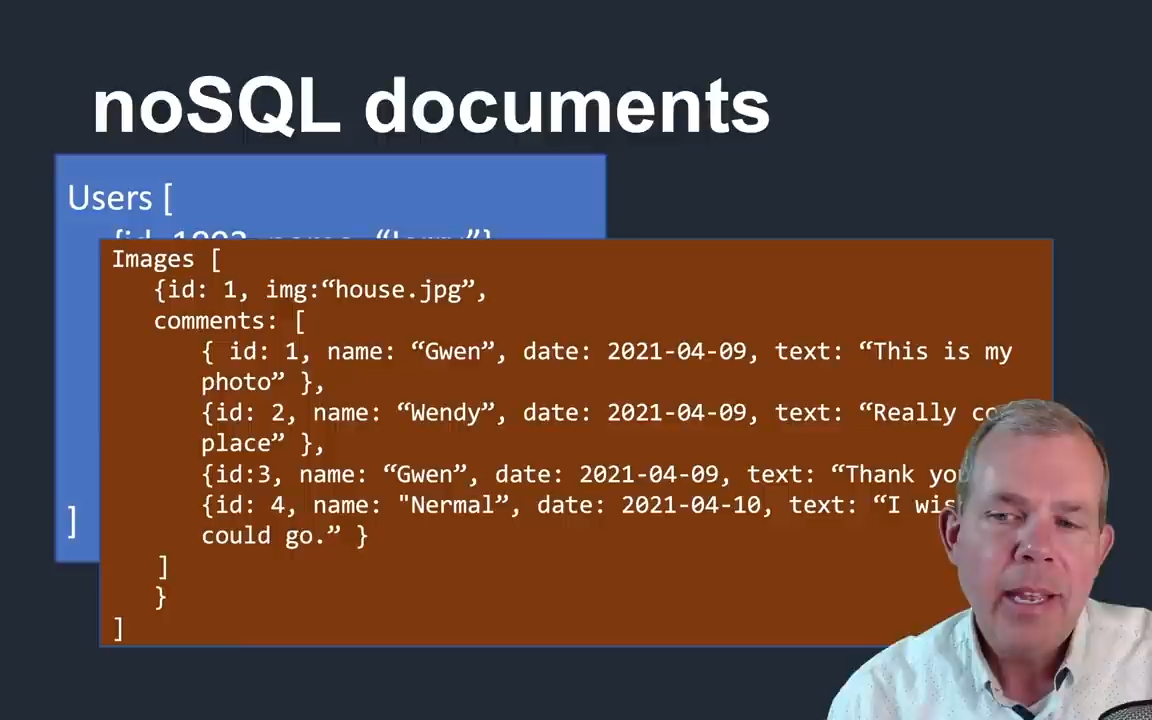 noSQL documents
Users [
Images [
{id: 1, img:“house.jpg”,
comments: [
{ id: 1, name: “Gwen”, date: 2021-04-09, text: “This is my
photo” },
{id: 2, name: “Wendy”, date: 2021-04-09, text: “Really
place” },
{id:3, name: “Gwen”, date: 2021-04-09, text: “Thank
{id: 4, name: "Nermal”, date: 2021-04-10, text: “I
could go.” }
]
}
]
]